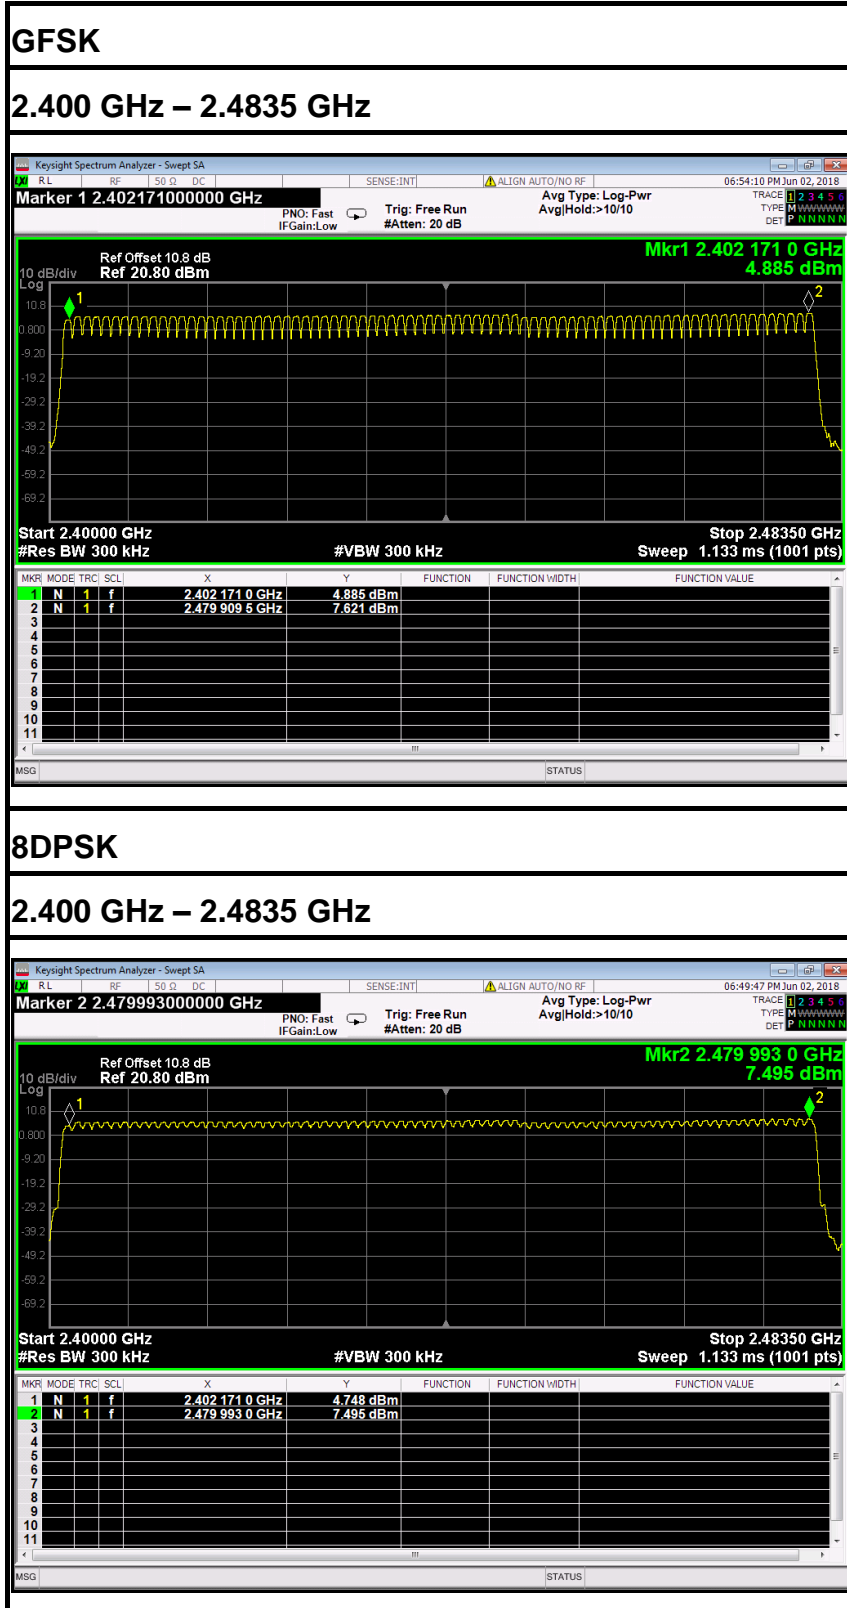 GFSK
2.400 GHz – 2.4835 GHz
Keysight Spectrum Analyzer - Swept SA
LXI RL RF 50 Ω DC SENSE:INT ALIGN AUTO/NO RF 06:54:10 PM Jun 02, 2018
Marker 1 2.402171000000 GHz
PNO: Fast
IFGain:Low
Trig: Free Run
#Atten: 20 dB
Avg Type: Log-Pwr
Avg|Hold:>10/10
TRACE 1 2 3 4 5 6
TYPE M WWWWW
DET P N N N N N
Mkr1 2.402 171 0 GHz
4.885 dBm
Ref Offset 10.8 dB
10 dB/div Ref 20.80 dBm
Log
1
2
10.8
0.800
-9.20
-19.2
-29.2
-39.2
-49.2
-59.2
-69.2
Start 2.40000 GHz Stop 2.48350 GHz
#Res BW 300 kHz #VBW 300 kHz Sweep 1.133 ms (1001 pts)
MKR MODE TRC SCL X Y FUNCTION FUNCTION WIDTH FUNCTION VALUE
1 N 1 f 2.402 171 0 GHz 4.885 dBm
2 N 1 f 2.479 909 5 GHz 7.621 dBm
3
4
5
6
7
8
9
10
11
MSG STATUS
8DPSK
2.400 GHz – 2.4835 GHz
Keysight Spectrum Analyzer - Swept SA
LXI RL RF 50 Ω DC SENSE:INT ALIGN AUTO/NO RF 06:49:47 PM Jun 02, 2018
Marker 2 2.479993000000 GHz
PNO: Fast
IFGain:Low
Trig: Free Run
#Atten: 20 dB
Avg Type: Log-Pwr
Avg|Hold:>10/10
TRACE 1 2 3 4 5 6
TYPE M WWWWW
DET P N N N N N
Mkr2 2.479 993 0 GHz
7.495 dBm
Ref Offset 10.8 dB
10 dB/div Ref 20.80 dBm
Log
1
2
10.8
0.800
-9.20
-19.2
-29.2
-39.2
-49.2
-59.2
-69.2
Start 2.40000 GHz Stop 2.48350 GHz
#Res BW 300 kHz #VBW 300 kHz Sweep 1.133 ms (1001 pts)
MKR MODE TRC SCL X Y FUNCTION FUNCTION WIDTH FUNCTION VALUE
1 N 1 f 2.402 171 0 GHz 4.748 dBm
2 N 1 f 2.479 993 0 GHz 7.495 dBm
3
4
5
6
7
8
9
10
11
MSG STATUS